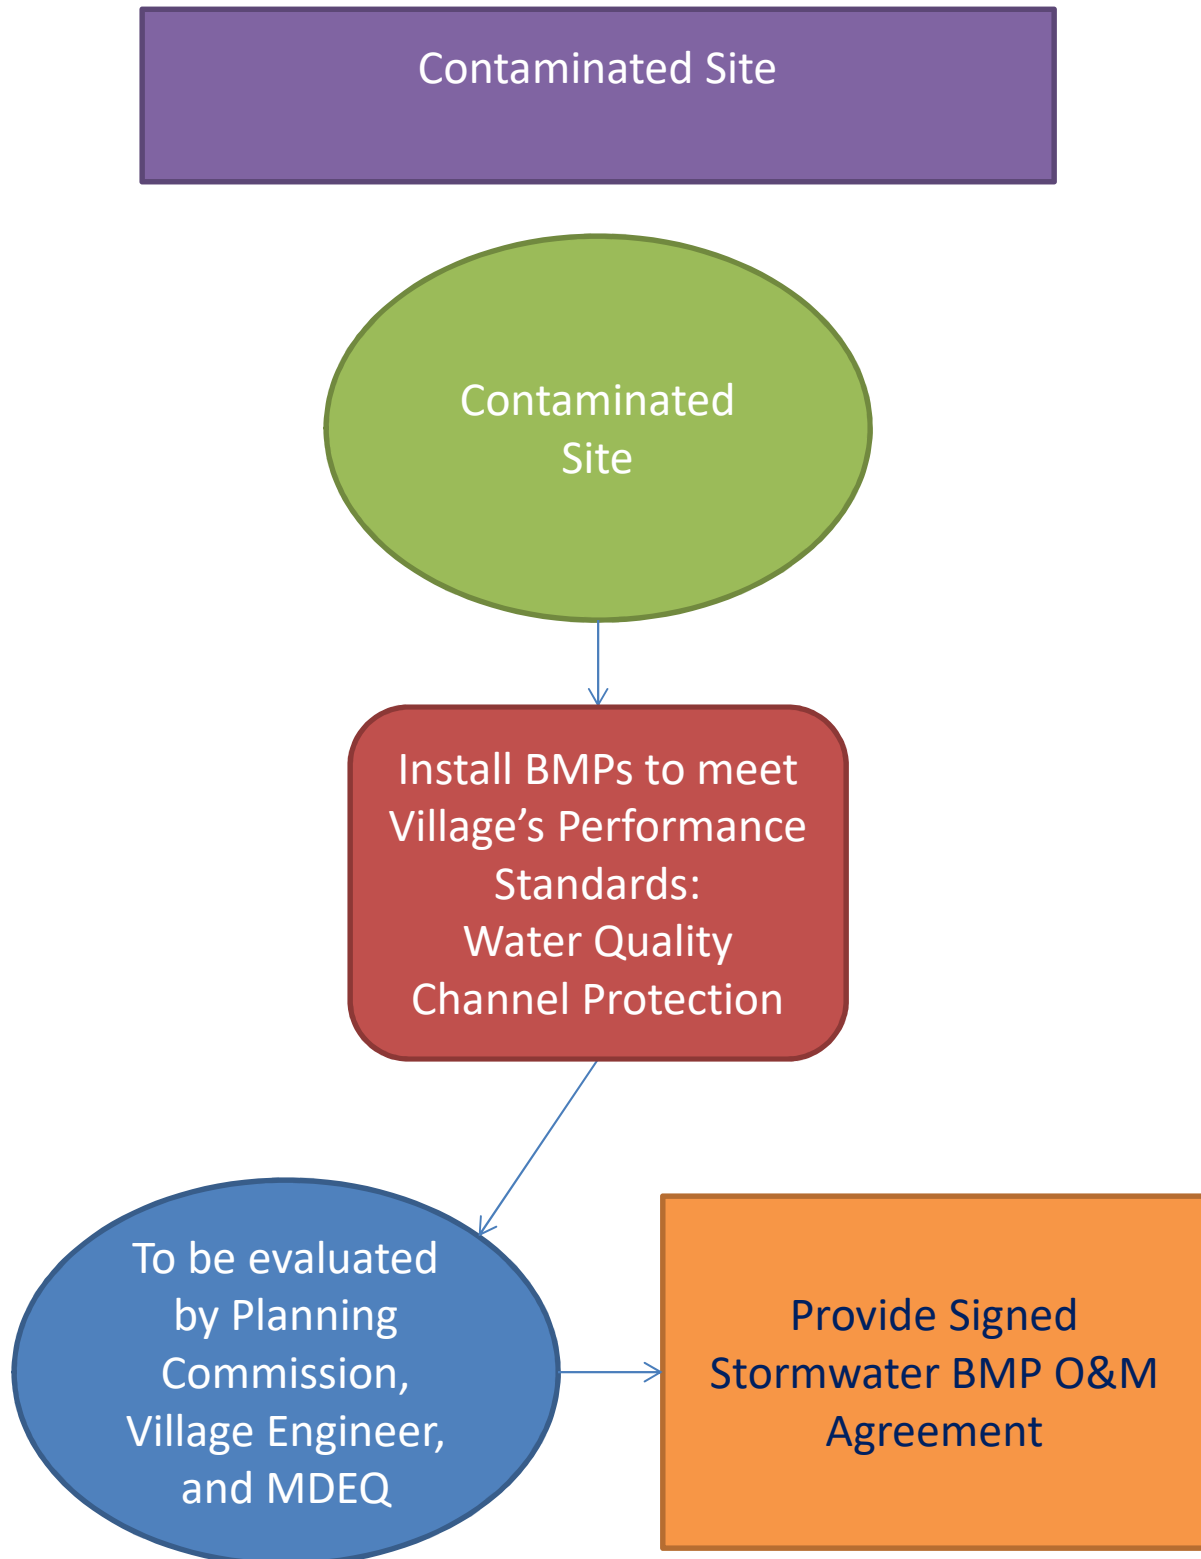 Contaminated Site
Contaminated
Site
Install BMPs to meet
Village’s Performance
Standards:
Water Quality
Channel Protection
To be evaluated
by Planning
Commission,
Village Engineer,
and MDEQ
Provide Signed
Stormwater BMP O&M
Agreement